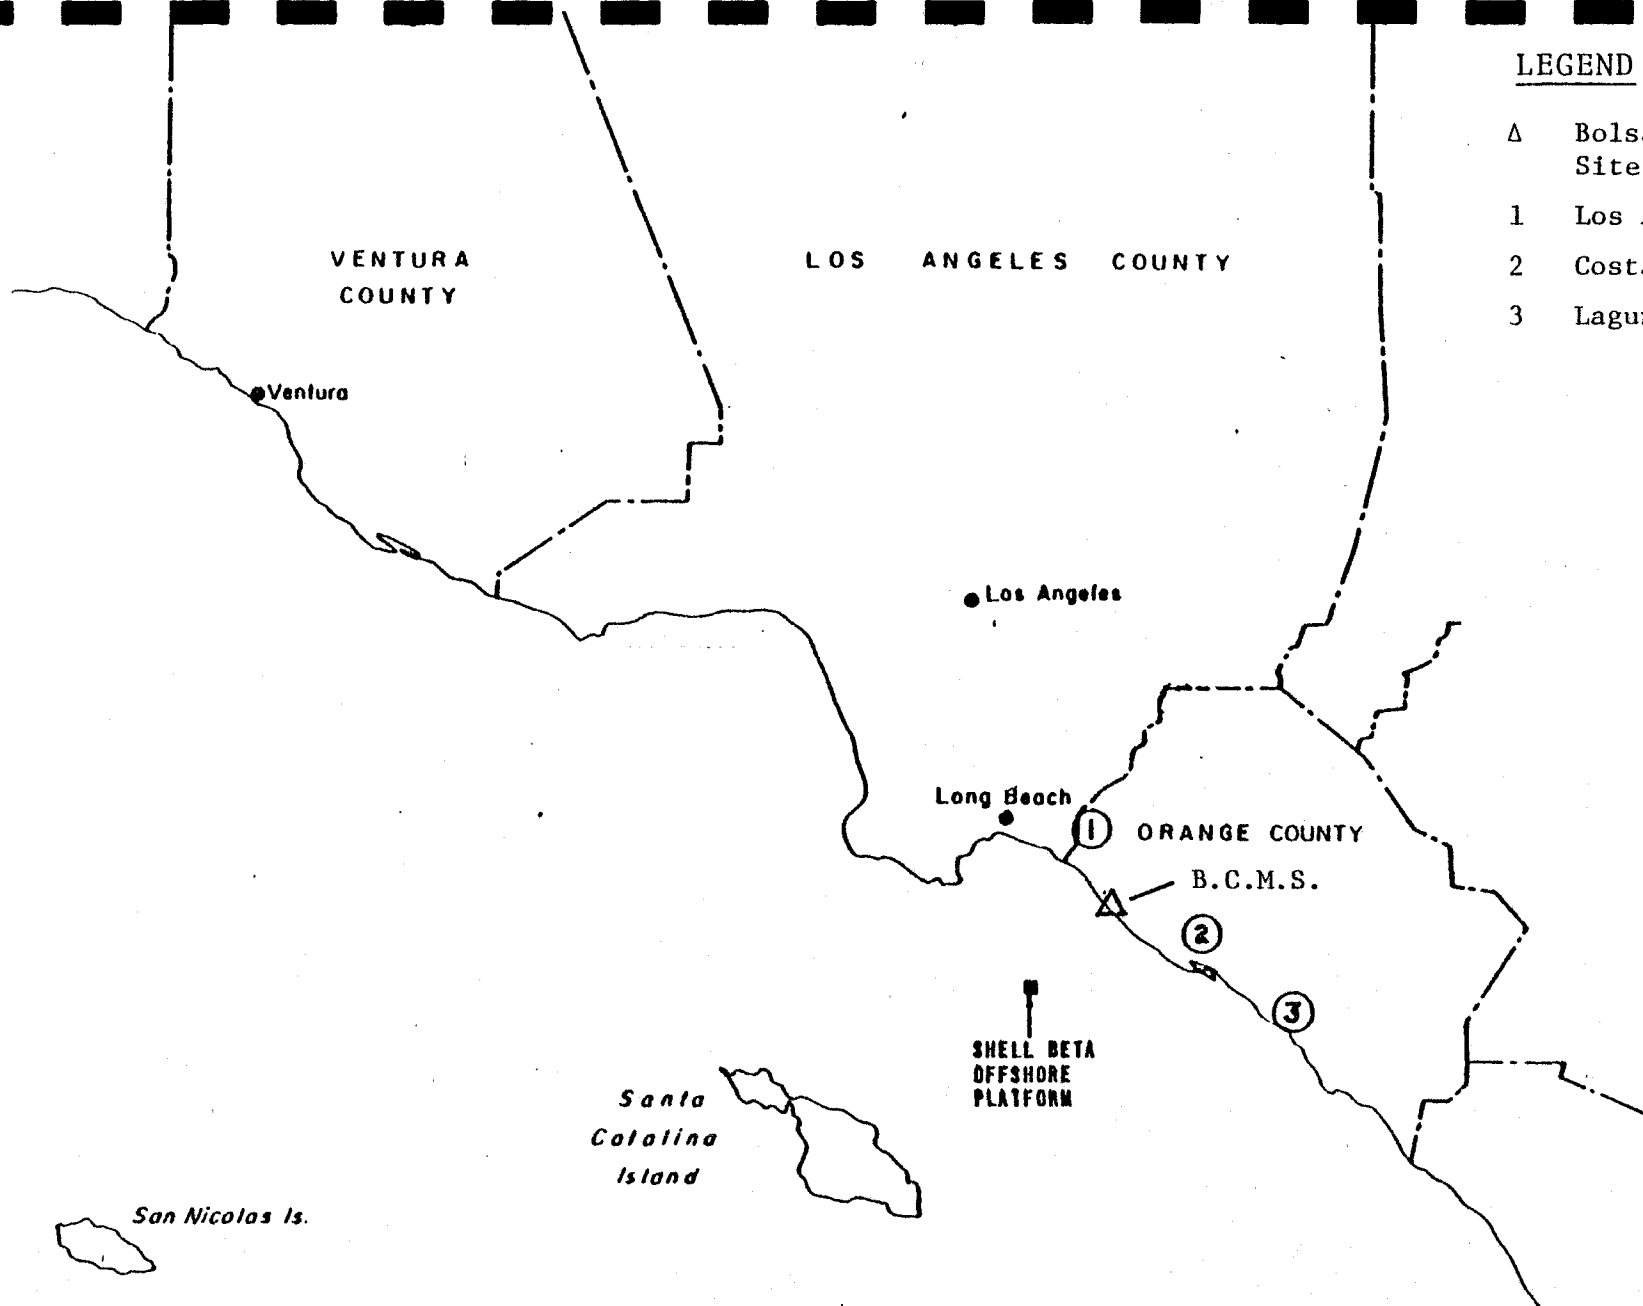 LEGEND
Δ Bols
Site
1 Los
2 Cost
3 Lagu
VENTURA
COUNTY
LOS ANGELES COUNTY
Ventura
Los Angeles
Long Beach
1
ORANGE COUNTY
B.C.M.S.
2
3
SHELL BETA
OFFSHORE
PLATFORM
Santa
Catalina
Island
San Nicolas Is.